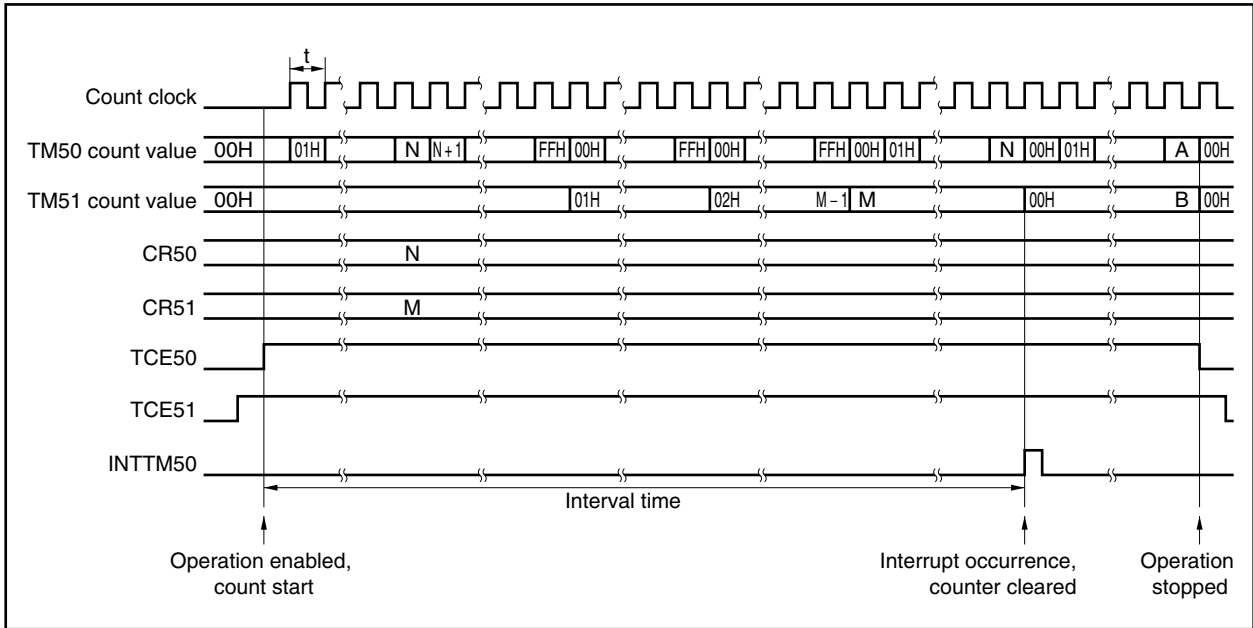 t
Count clock
TM50 count value 00H 01H N N + 1 FFH 00H FFH 00H FFH 00H 01H N 00H 01H A 00H
TM51 count value 00H 01H 02H M − 1 M 00H B 00H
CR50 N
CR51 M
TCE50
TCE51
INTTM50
Interval time
Operation enabled,
count start
Interrupt occurrence,
counter cleared
Operation
stopped